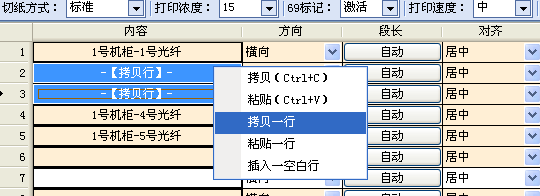 切纸方式: 标准 打印浓度: 15 69标记: 激活 打印速度: 中
内容 方向 段长 对齐
1 1号机柜-1号光纤 横向 自动 居中
2 -【拷贝行】- 自动 居中
3 -【拷贝行】- 自动 居中
4 1号机柜-4号光纤 自动 居中
5 1号机柜-5号光纤 自动 居中
6 自动 居中
7 横向 自动 居中
拷贝(Ctrl+C)
粘贴(Ctrl+V)
拷贝一行
粘贴一行
插入一空白行